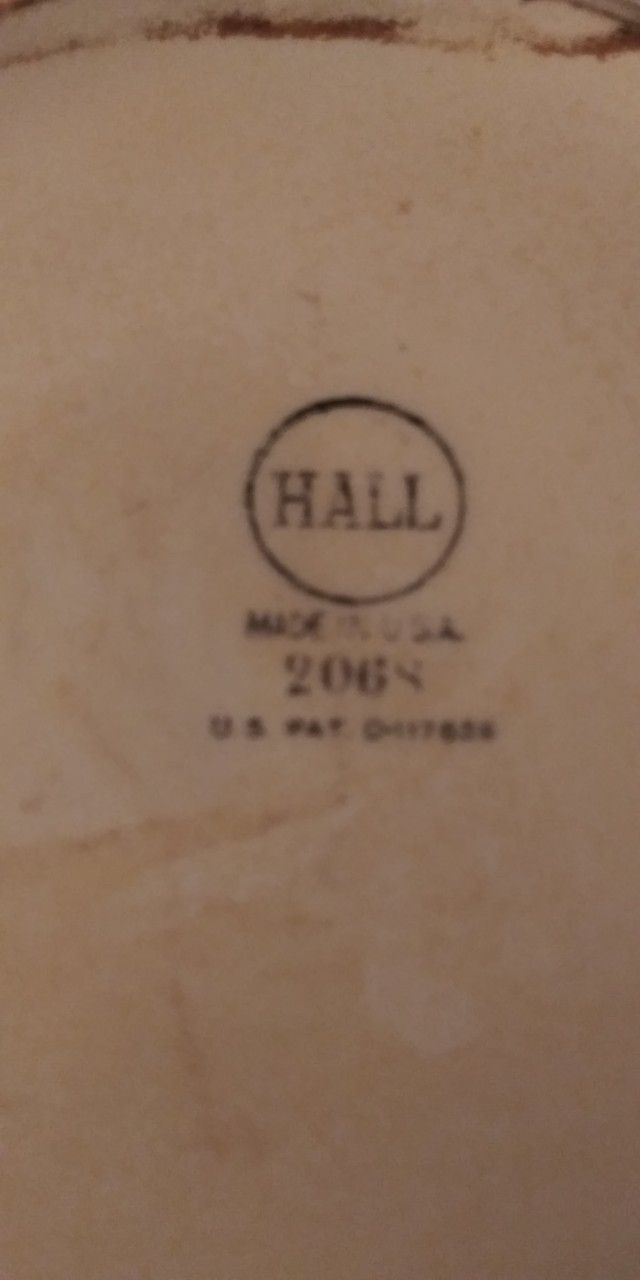 HALL
MADE IN U.S.A.
2068
U.S. PAT.